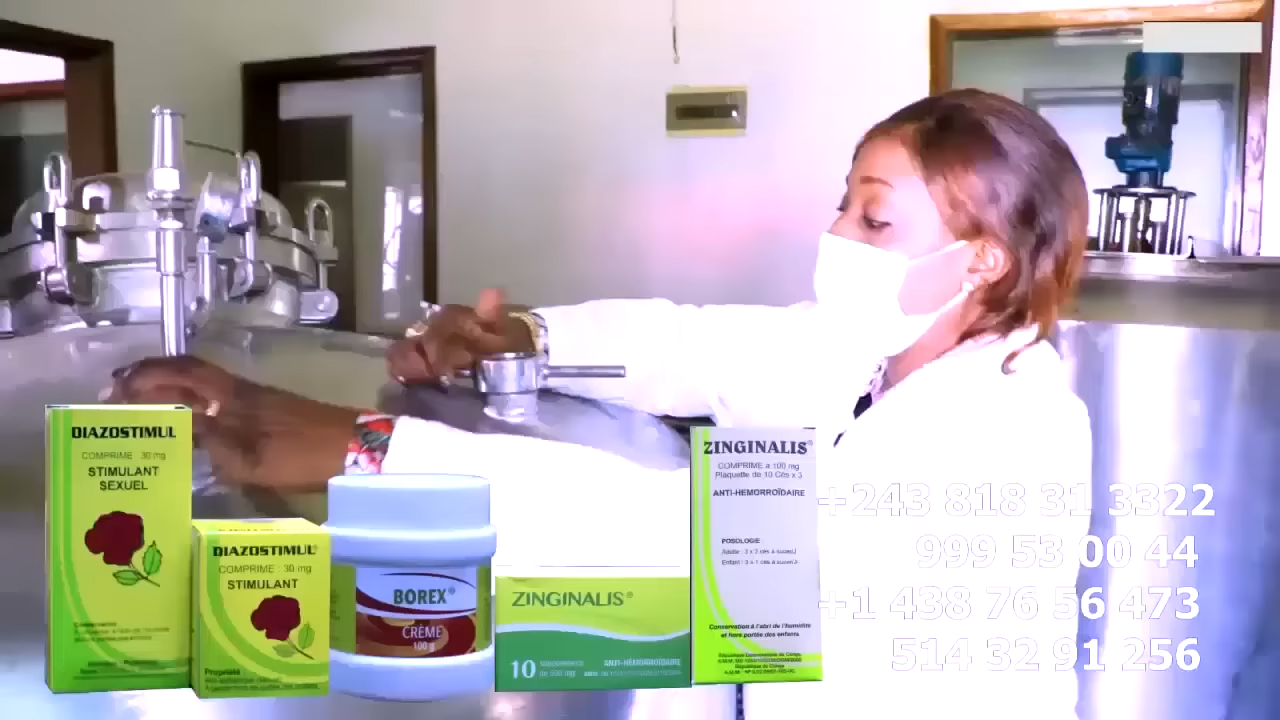 DIAZOSTIMUL
COMPRIME : 30 mg
STIMULANT
SEXUEL
DIAZOSTIMUL®
COMPRIME : 30 mg
STIMULANT
Propriété
BOREX®
CRÈME
100 g
ZINGINALIS®
10
ANTI-HÉMORROÏDAIRE
ZINGINALIS®
COMPRIME a 100 mg
Plaquette de 10 Cés x 3
ANTI-HEMORROÏDAIRE
POSOLOGIE
Conservation à l'abri de l'humidité
et hors portée des enfants
+243 818 31 3322
999 53 00 44
+1 438 76 56 473
514 32 91 256